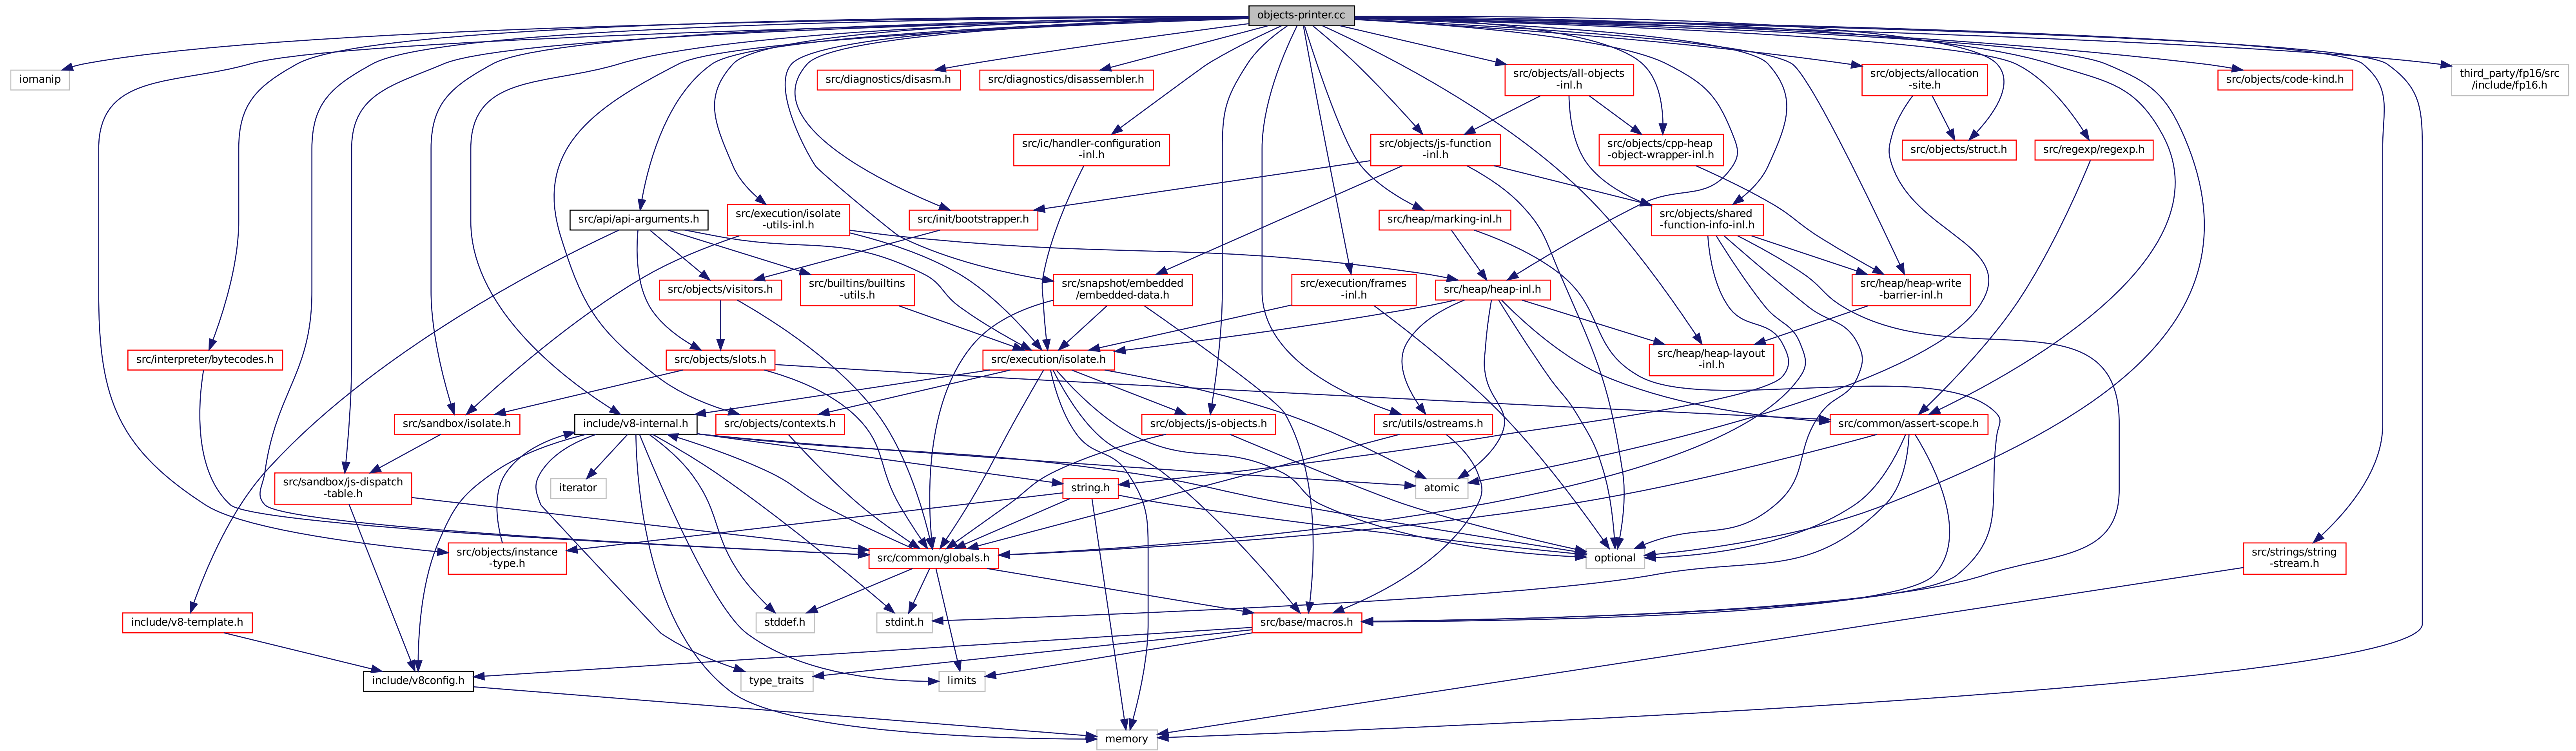 objects-printer.cc
iomanip
src/diagnostics/disasm.h
src/diagnostics/disassembler.h
src/objects/all-objects
-inl.h
src/objects/allocation
-site.h
src/objects/code-kind.h
third_party/fp16/src
/include/fp16.h
src/ic/handler-configuration
-inl.h
src/objects/js-function
-inl.h
src/objects/cpp-heap
-object-wrapper-inl.h
src/objects/struct.h
src/regexp/regexp.h
src/api/api-arguments.h
src/execution/isolate
-utils-inl.h
src/init/bootstrapper.h
src/heap/marking-inl.h
src/objects/shared
-function-info-inl.h
src/objects/visitors.h
src/builtins/builtins
-utils.h
src/snapshot/embedded
/embedded-data.h
src/execution/frames
-inl.h
src/heap/heap-inl.h
src/heap/heap-write
-barrier-inl.h
src/interpreter/bytecodes.h
src/objects/slots.h
src/execution/isolate.h
src/heap/heap-layout
-inl.h
src/sandbox/isolate.h
include/v8-internal.h
src/objects/contexts.h
src/objects/js-objects.h
src/utils/ostreams.h
src/common/assert-scope.h
src/sandbox/js-dispatch
-table.h
iterator
string.h
atomic
src/objects/instance
-type.h
src/common/globals.h
optional
src/strings/string
-stream.h
include/v8-template.h
stddef.h
stdint.h
src/base/macros.h
include/v8config.h
type_traits
limits
memory